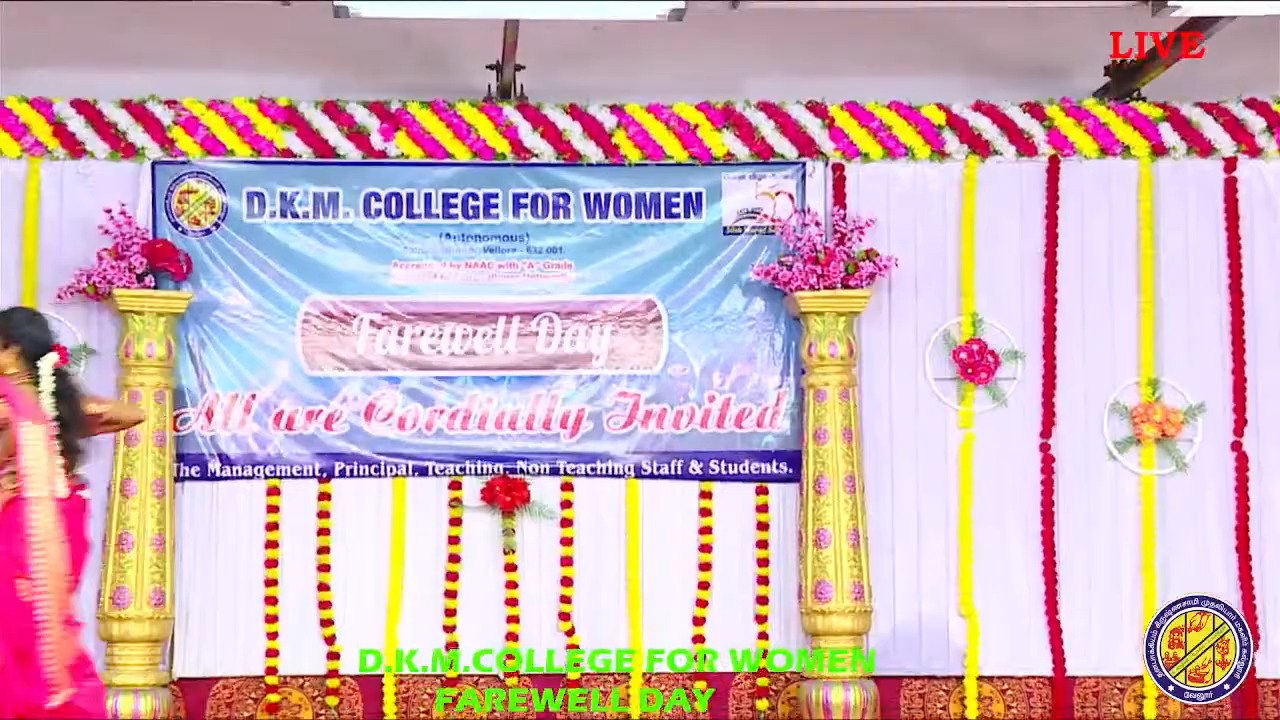 LIVE
D.K.M. COLLEGE FOR WOMEN
(Autonomous)
Vellore - 632 001.
Accredited by NAAC with "A" Grade
Farewell Day
All are Cordially Invited
The Management, Principal, Teaching, Non Teaching Staff & Students.
D.K.M.COLLEGE FOR WOMEN
FAREWELL DAY
வேலூர்